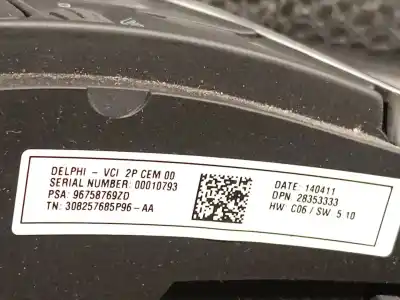 DELPHI - VCI 2P CEM 00
SERIAL NUMBER: 00010793
PSA: 96758769ZD
TN: 308257685P96-AA
DATE: 140411
DPN: 28353333
HW: C06 / SW: 5.10